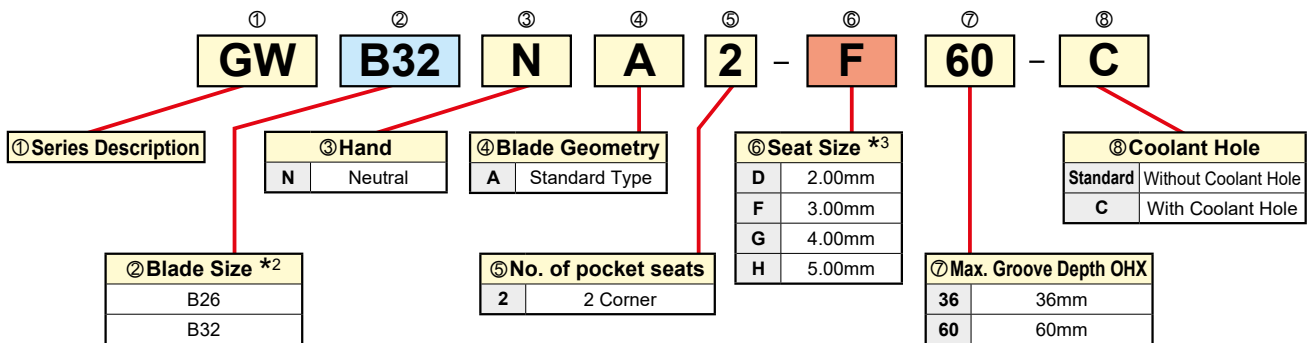 ① ② ③ ④ ⑤ ⑥ ⑦ ⑧
GW B32 N A 2 – F 60 – C
①Series Description
③Hand
N Neutral
④Blade Geometry
A Standard Type
⑥Seat Size *3
D 2.00mm
F 3.00mm
G 4.00mm
H 5.00mm
⑧Coolant Hole
Standard Without Coolant Hole
C With Coolant Hole
②Blade Size *2
B26
B32
⑤No. of pocket seats
2 2 Corner
⑦Max. Groove Depth OHX
36 36mm
60 60mm